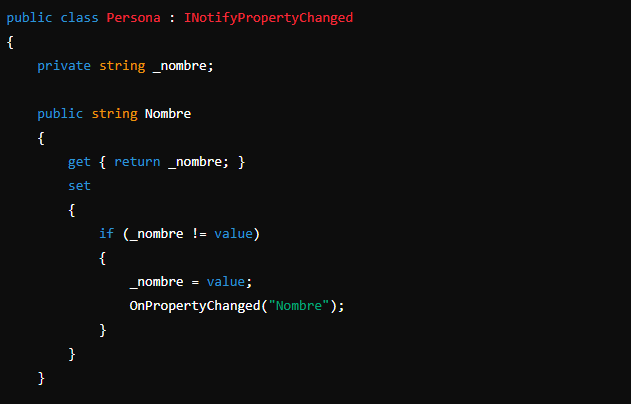 public class Persona : INotifyPropertyChanged
{
    private string _nombre;

    public string Nombre
    {
        get { return _nombre; }
        set
        {
            if (_nombre != value)
            {
                _nombre = value;
                OnPropertyChanged("Nombre");
            }
        }
    }